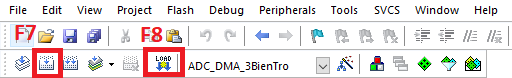 File Edit View Project Flash Debug Peripherals Tools SVCS Window Help
F7 F8
LOAD ADC_DMA_3BienTro